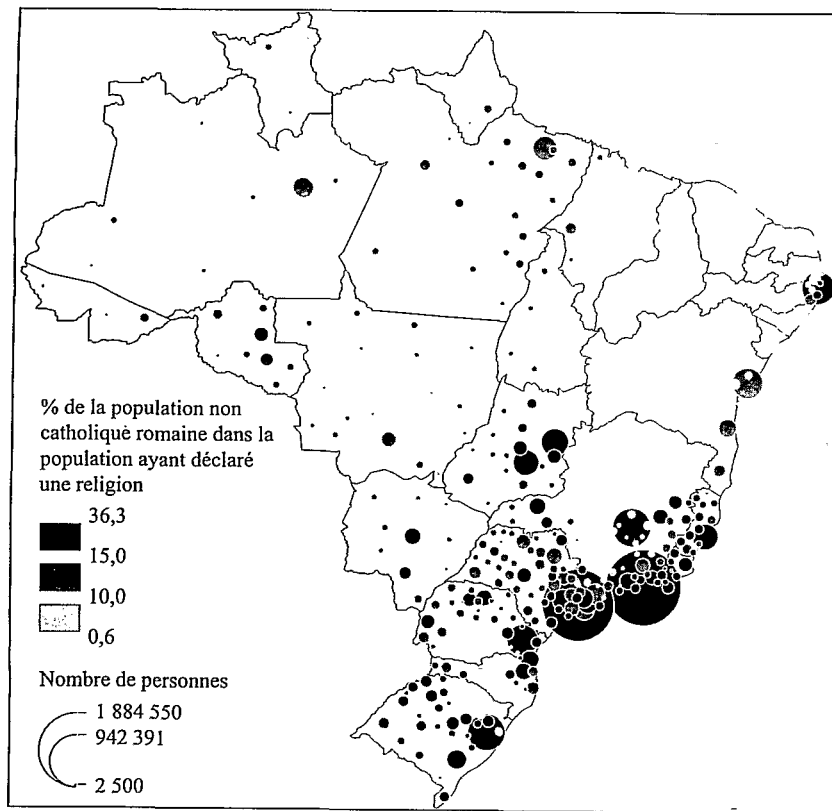 % de la population non
catholique romaine dans la
population ayant déclaré
une religion
36,3
15,0
10,0
0,6
Nombre de personnes
1 884 550
942 391
2 500